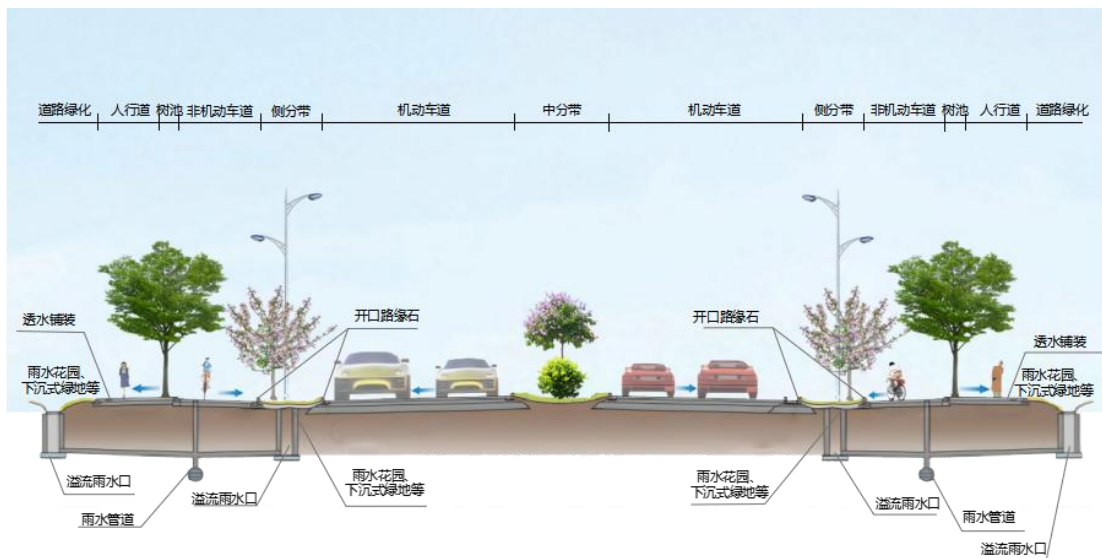 道路绿化 人行道 树池 非机动车道 侧分带 机动车道 中分带 机动车道 侧分带 非机动车道 树池 人行道 道路绿化
透水铺装
开口路缘石
开口路缘石
透水铺装
雨水花园、
下沉式绿地等
雨水花园、
下沉式绿地等
溢流雨水口
雨水管道
溢流雨水口
雨水花园、
下沉式绿地等
雨水花园、
下沉式绿地等
溢流雨水口
雨水管道
溢流雨水口